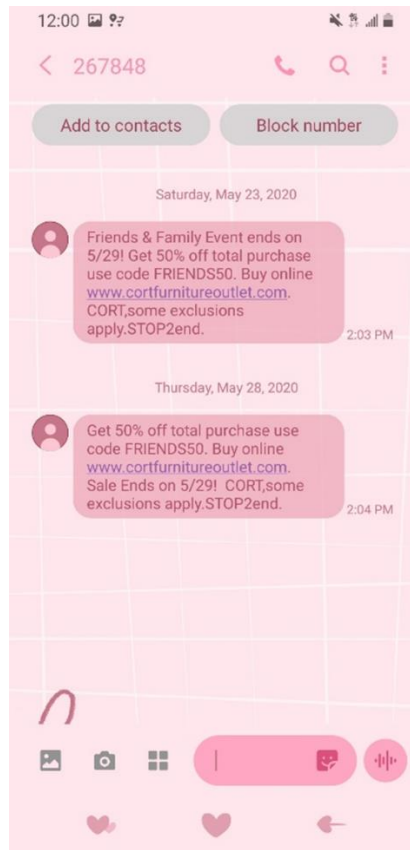 12:00
267848
Add to contacts
Block number
Saturday, May 23, 2020
Friends & Family Event ends on
5/29! Get 50% off total purchase
use code FRIENDS50. Buy online
www.cortfurnitureoutlet.com.
CORT,some exclusions
apply.STOP2end.
2:03 PM
Thursday, May 28, 2020
Get 50% off total purchase use
code FRIENDS50. Buy online
www.cortfurnitureoutlet.com.
Sale Ends on 5/29!  CORT,some
exclusions apply.STOP2end.
2:04 PM